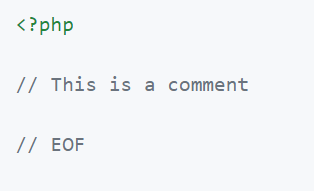 <?php
// This is a comment
// EOF